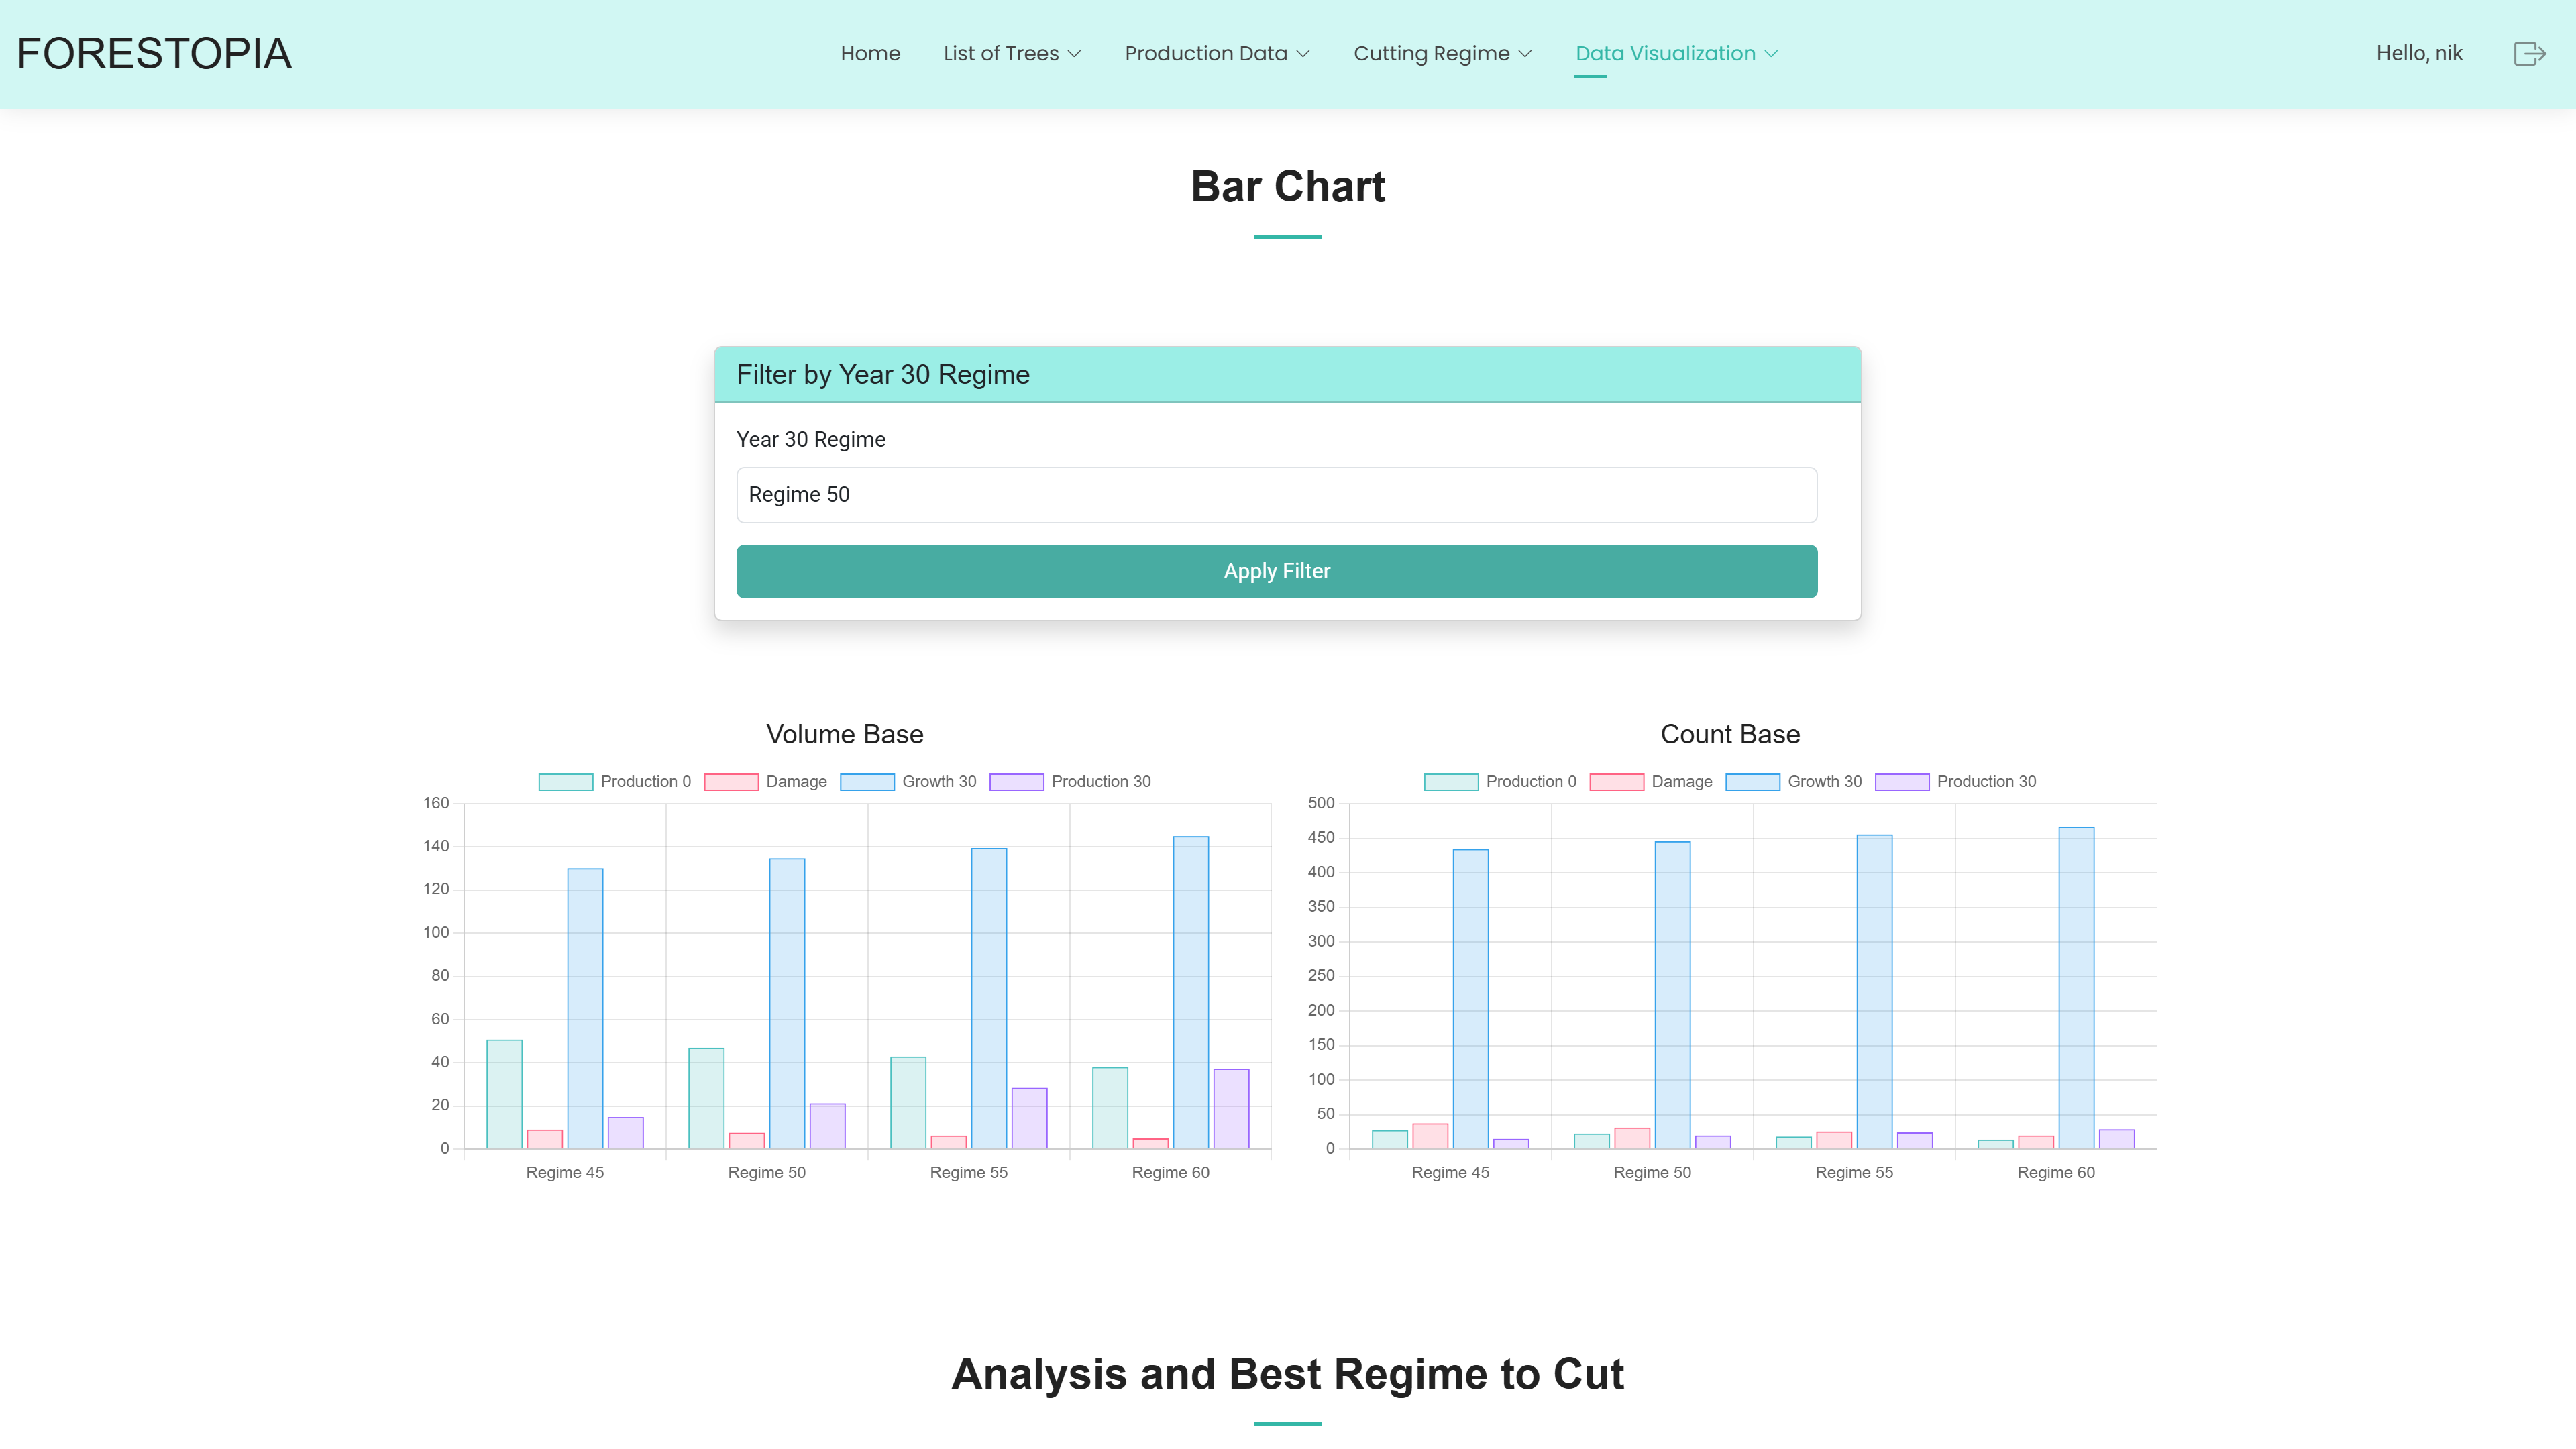 FORESTOPIA
Home List of Trees Production Data Cutting Regime Data Visualization
Hello, nik
Bar Chart
Filter by Year 30 Regime
Year 30 Regime
Regime 50
Apply Filter
Volume Base
Production 0 Damage Growth 30 Production 30
160
140
120
100
80
60
40
20
0
Regime 45 Regime 50 Regime 55 Regime 60
Count Base
Production 0 Damage Growth 30 Production 30
500
450
400
350
300
250
200
150
100
50
0
Regime 45 Regime 50 Regime 55 Regime 60
Analysis and Best Regime to Cut